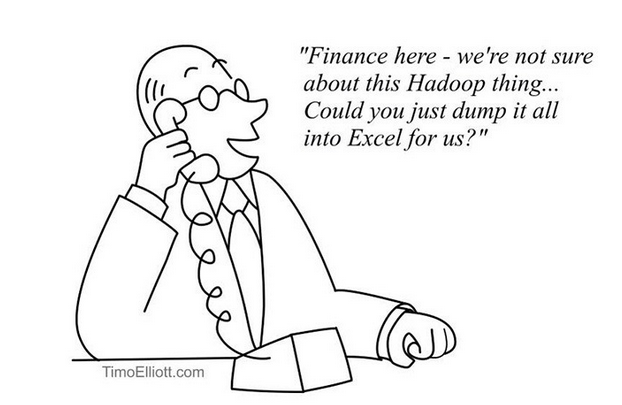 "Finance here - we're not sure
about this Hadoop thing...
Could you just dump it all
into Excel for us?"
TimoElliott.com